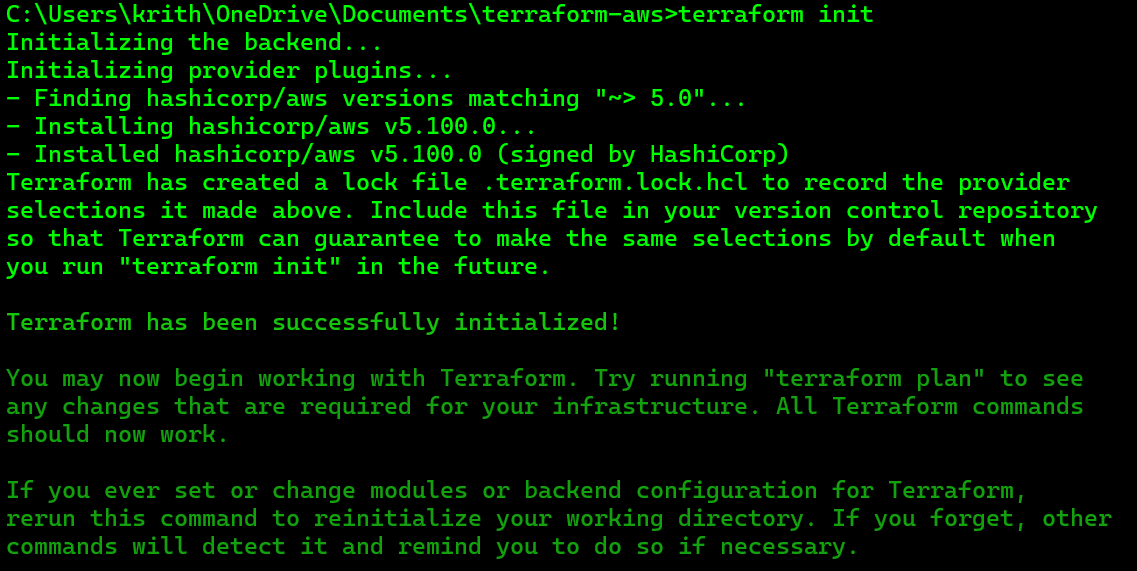 C:\Users\krith\OneDrive\Documents\terraform-aws>terraform init
Initializing the backend...
Initializing provider plugins...
- Finding hashicorp/aws versions matching "~> 5.0"...
- Installing hashicorp/aws v5.100.0...
- Installed hashicorp/aws v5.100.0 (signed by HashiCorp)
Terraform has created a lock file .terraform.lock.hcl to record the provider
selections it made above. Include this file in your version control repository
so that Terraform can guarantee to make the same selections by default when
you run "terraform init" in the future.
Terraform has been successfully initialized!
You may now begin working with Terraform. Try running "terraform plan" to see
any changes that are required for your infrastructure. All Terraform commands
should now work.
If you ever set or change modules or backend configuration for Terraform,
rerun this command to reinitialize your working directory. If you forget, other
commands will detect it and remind you to do so if necessary.